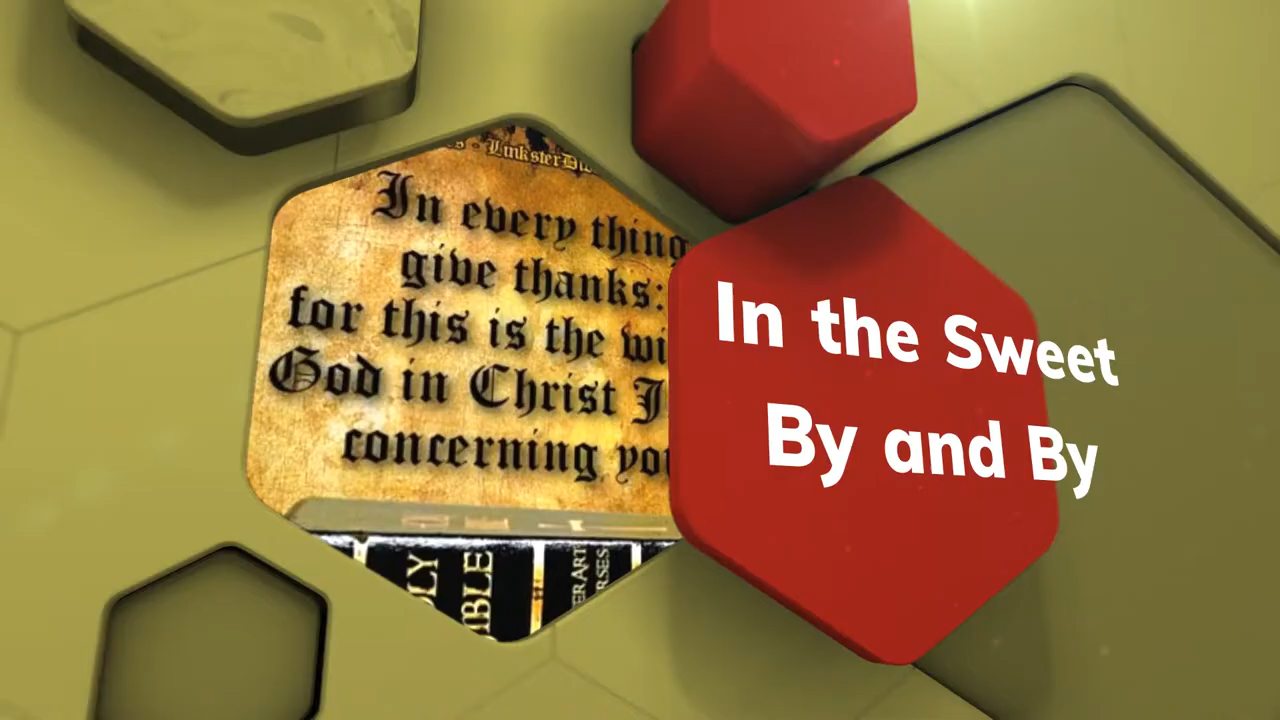 In every thing
give thanks:
for this is the
God in Christ
concerning
In the Sweet
By and By